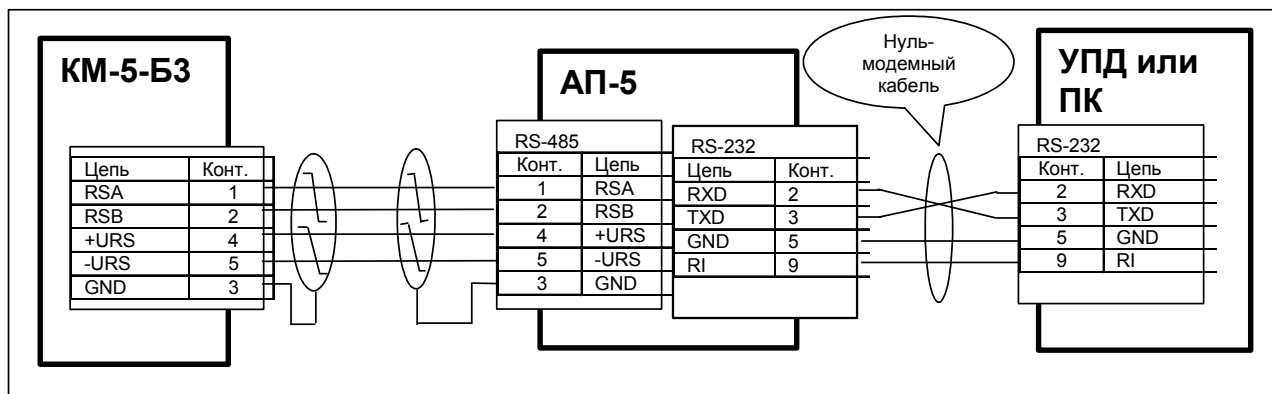 КМ-5-Б3
Цепь Конт.
RSA 1
RSB 2
+URS 4
-URS 5
GND 3
АП-5
RS-485
Конт. Цепь
1 RSA
2 RSB
4 +URS
5 -URS
3 GND
RS-232
Цепь Конт.
RXD 2
TXD 3
GND 5
RI 9
Нуль-
модемный
кабель
УПД или
ПК
RS-232
Конт. Цепь
2 RXD
3 TXD
5 GND
9 RI